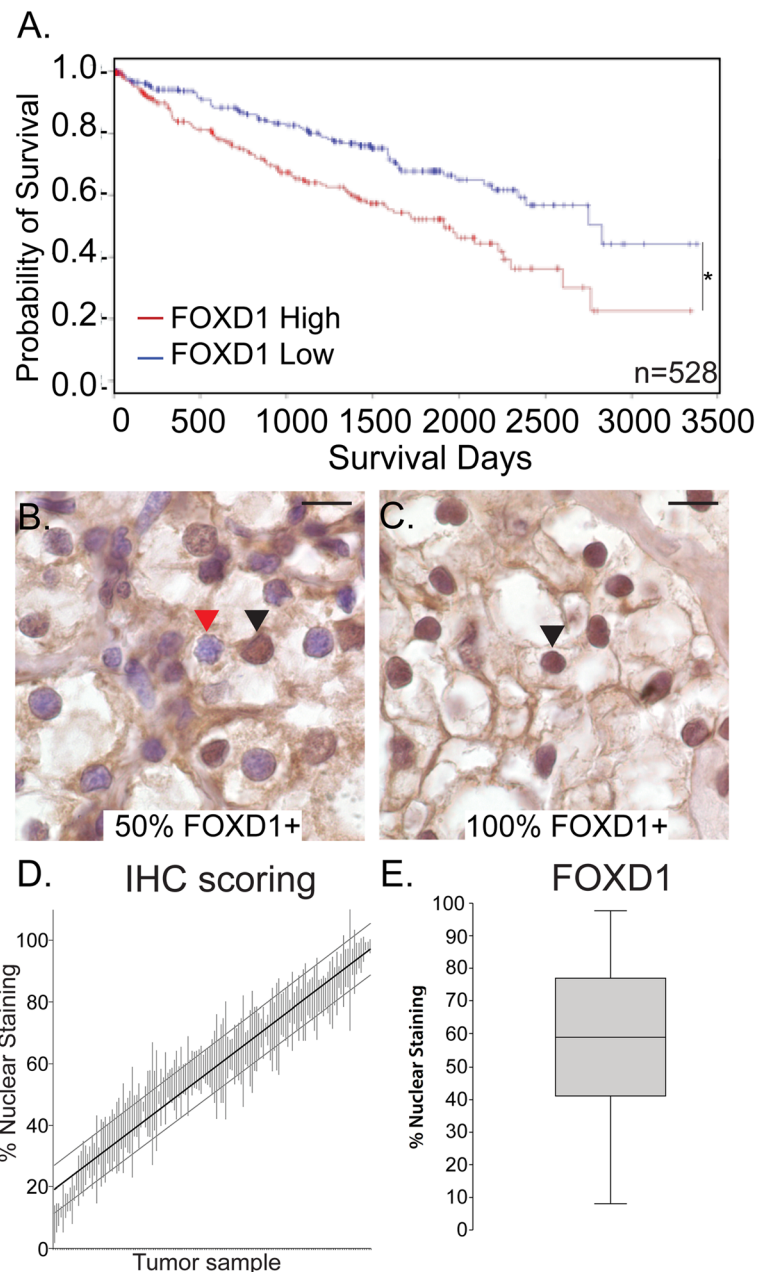 A.
Probability of Survival
1.0
0.8
0.6
0.4
0.2
0.0
FOXD1 High
FOXD1 Low
*
n=528
0 500 1000 1500 2000 2500 3000 3500
Survival Days
B.
50% FOXD1+
C.
100% FOXD1+
D.
IHC scoring
% Nuclear Staining
100
80
60
40
20
0
Tumor sample
E.
FOXD1
% Nuclear Staining
100
90
80
70
60
50
40
30
20
10
0